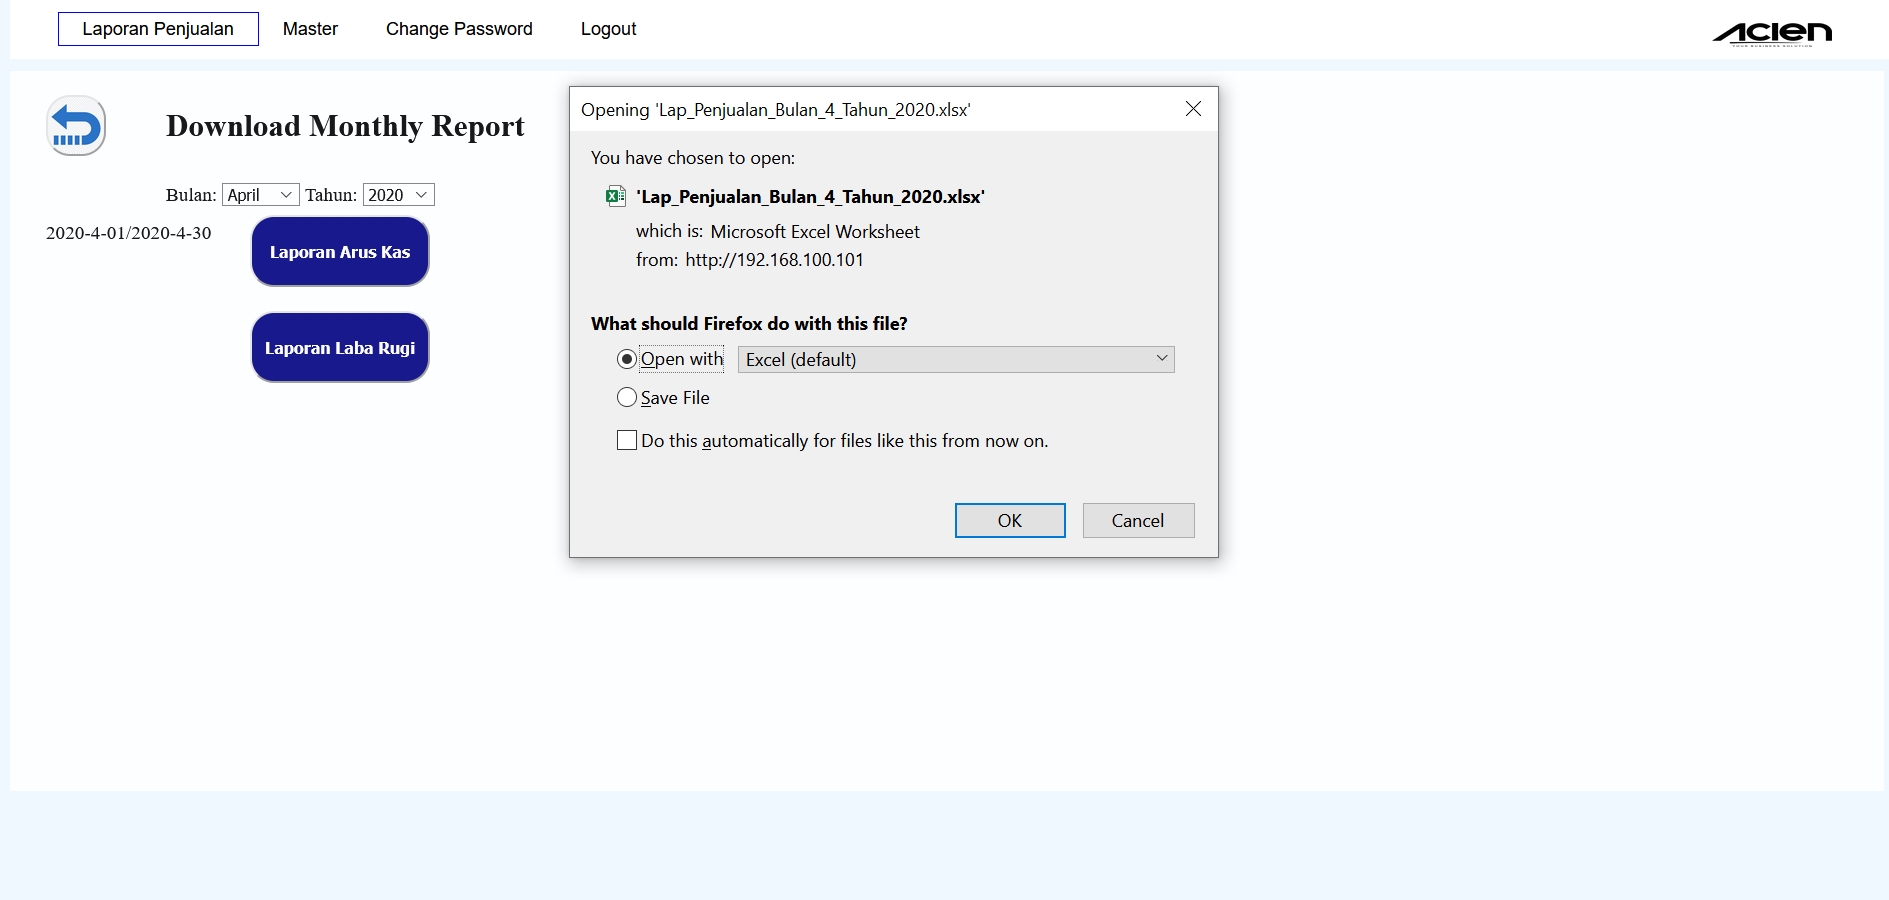 Laporan Penjualan Master Change Password Logout
ACIEN
YOUR BUSINESS SOLUTION
Download Monthly Report
Bulan: April Tahun: 2020
2020-4-01/2020-4-30
Laporan Arus Kas
Laporan Laba Rugi
Opening 'Lap_Penjualan_Bulan_4_Tahun_2020.xlsx'
You have chosen to open:
'Lap_Penjualan_Bulan_4_Tahun_2020.xlsx'
which is: Microsoft Excel Worksheet
from: http://192.168.100.101
What should Firefox do with this file?
Open with Excel (default)
Save File
Do this automatically for files like this from now on.
OK Cancel